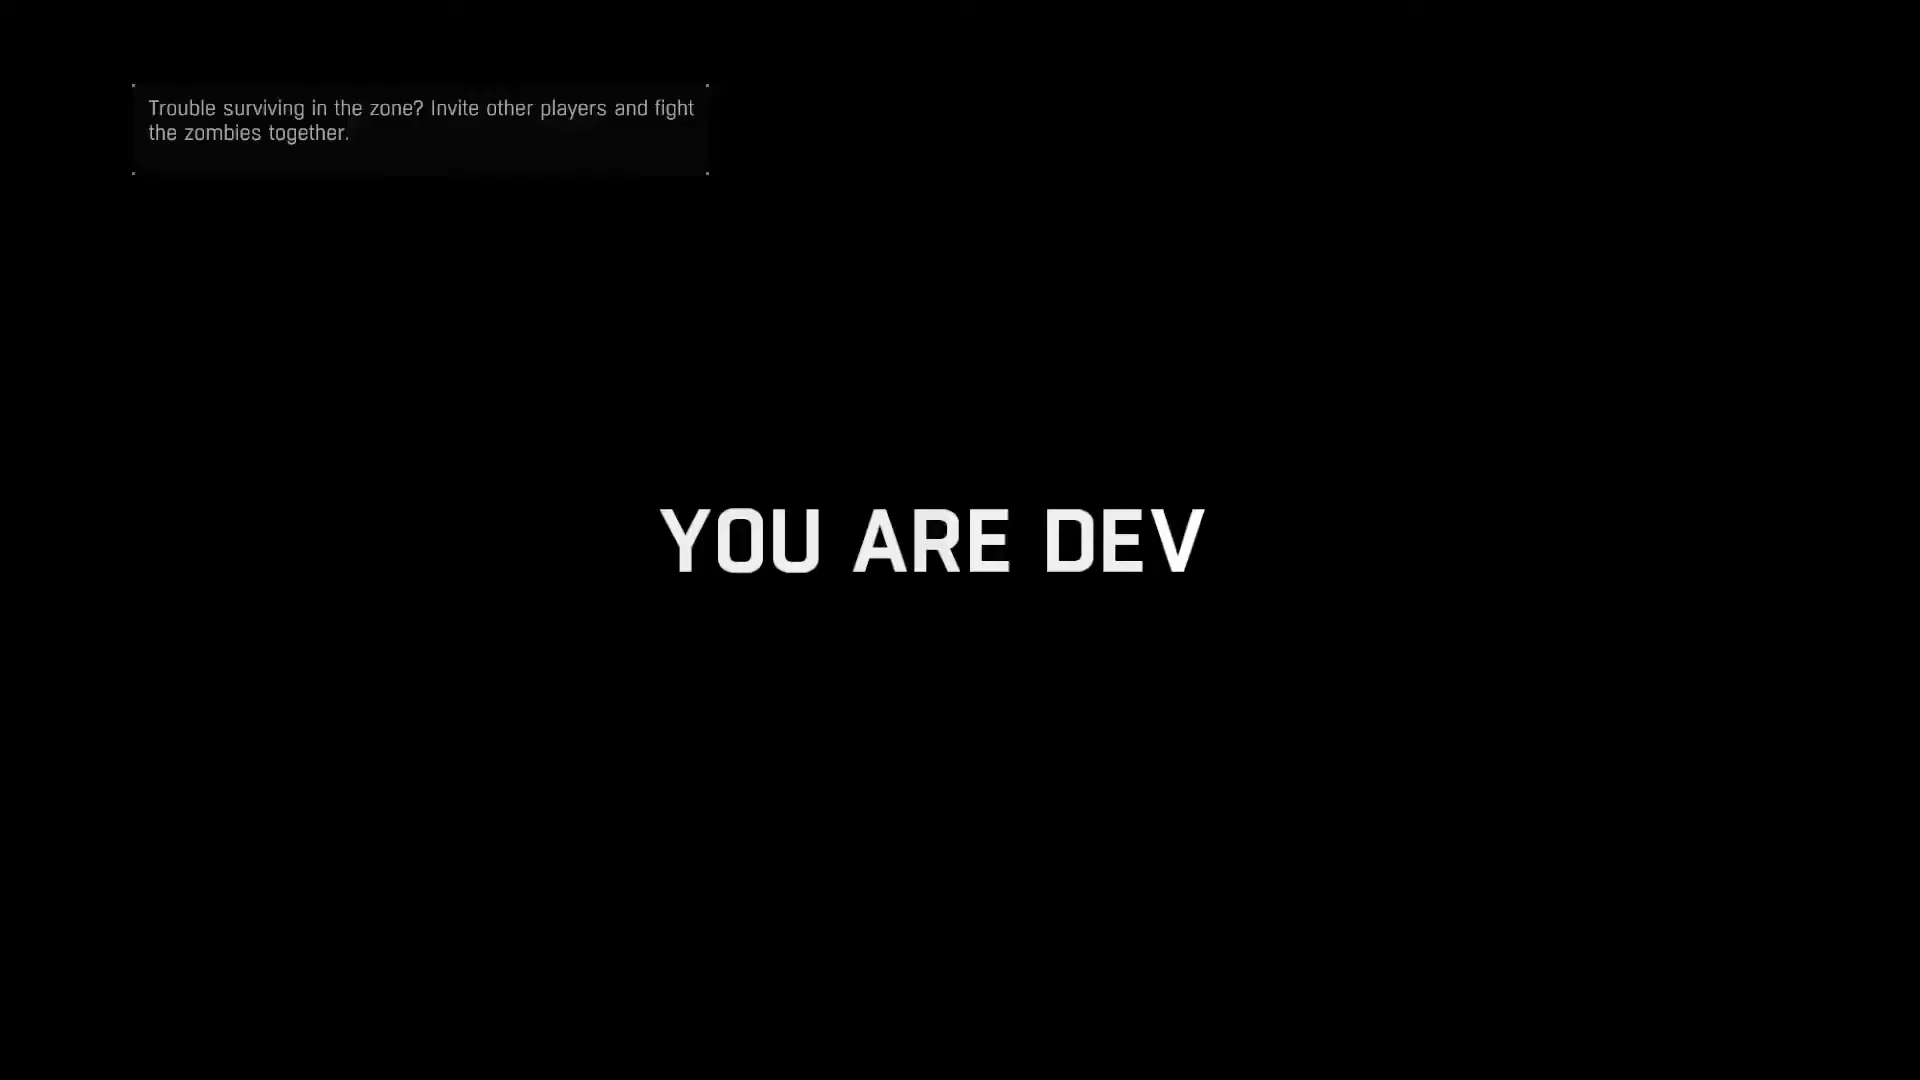 Trouble surviving in the zone? Invite other players and fight
the zombies together.
YOU ARE DEV